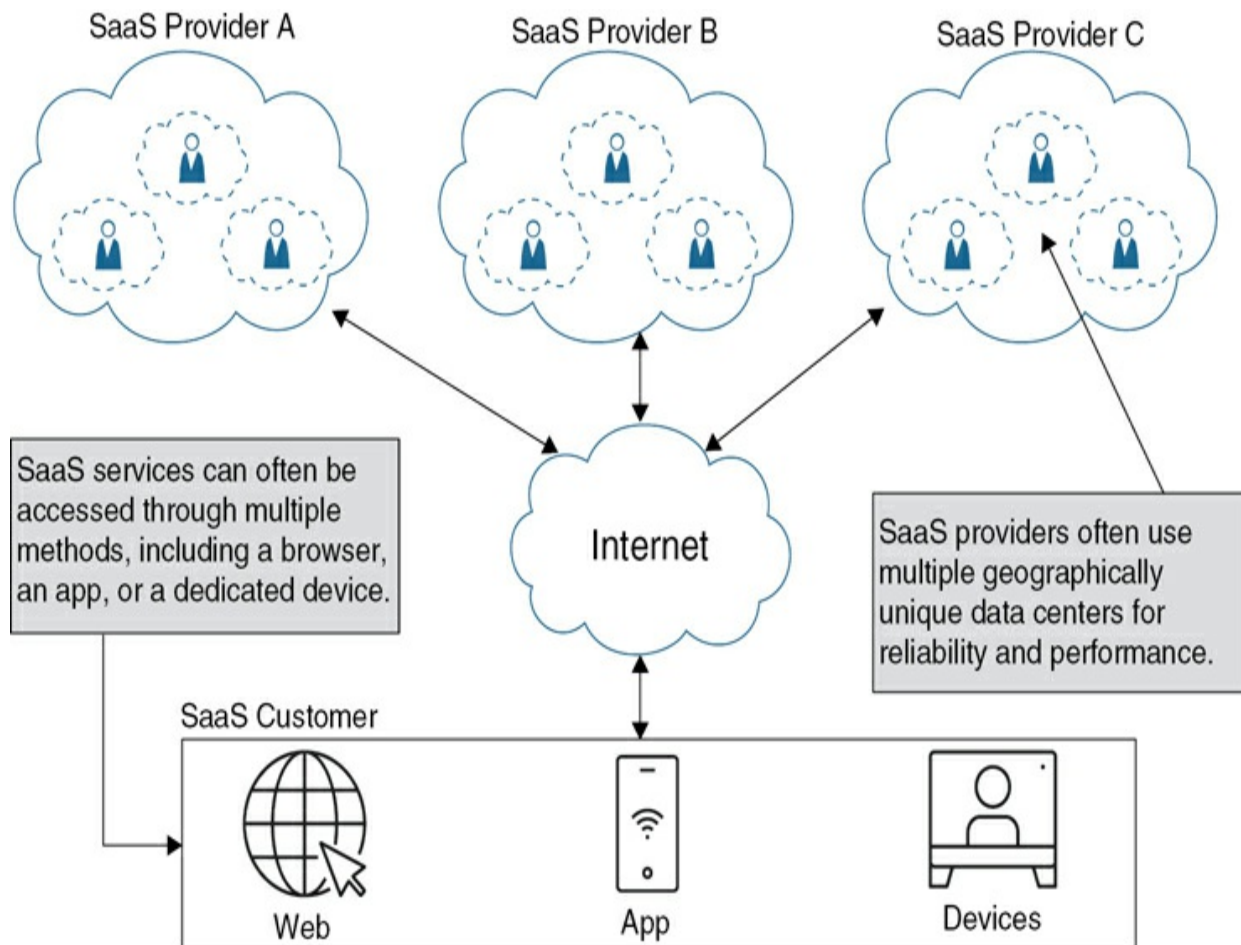 SaaS Provider A
SaaS Provider B
SaaS Provider C
SaaS services can often be
accessed through multiple
methods, including a browser,
an app, or a dedicated device.
Internet
SaaS providers often use
multiple geographically
unique data centers for
reliability and performance.
SaaS Customer
Web
App
Devices